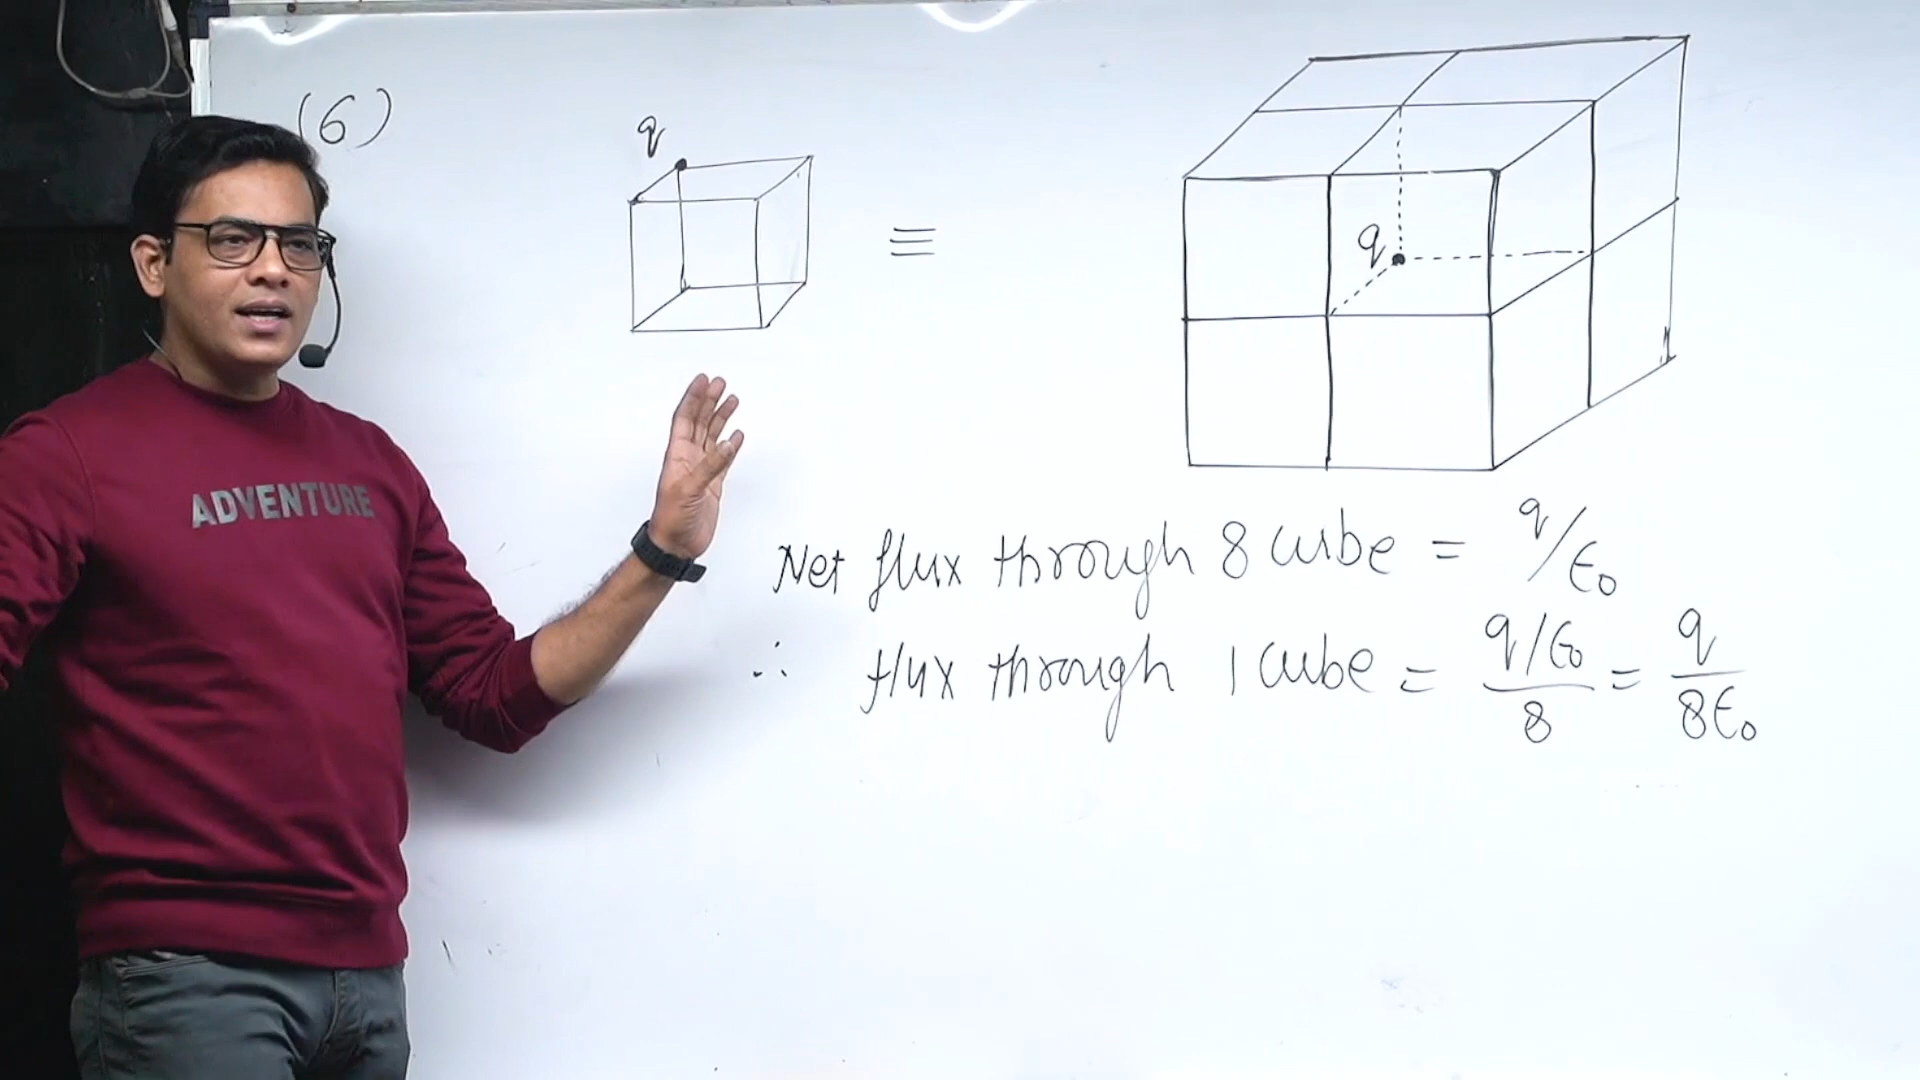 (6)
q
≡
q
ADVENTURE
Net flux through 8 cube = q/ϵ₀
∴ flux through 1 cube = (q/ϵ₀)/8 = q/(8ϵ₀)